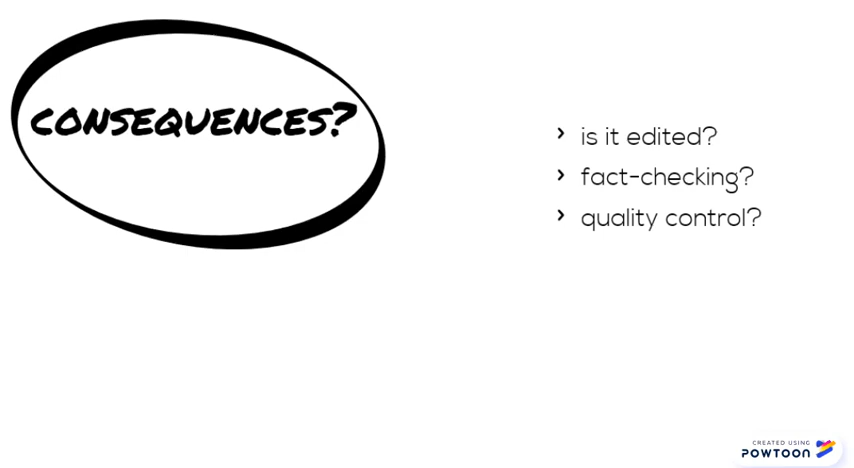 CONSEQUENCES?
is it edited?
fact-checking?
quality control?
CREATED USING
POWTOON